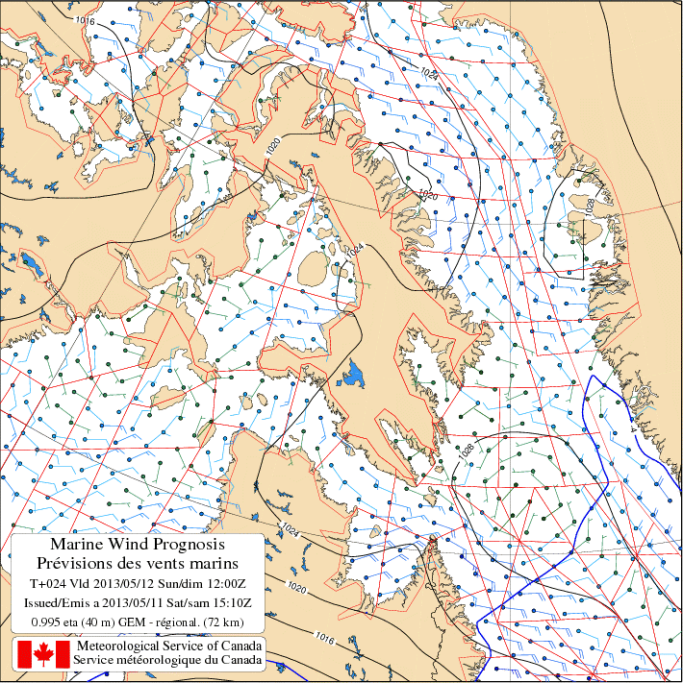 1016
1024
1020
1020
1028
1024
1028
1024
1020
1016
Marine Wind Prognosis
Prévisions des vents marins
T+024 Vld 2013/05/12 Sun/dim 12:00Z
Issued/Emis a 2013/05/11 Sat/sam 15:10Z
0.995 eta (40 m) GEM - régional. (72 km)
Meteorological Service of Canada
Service météorologique du Canada